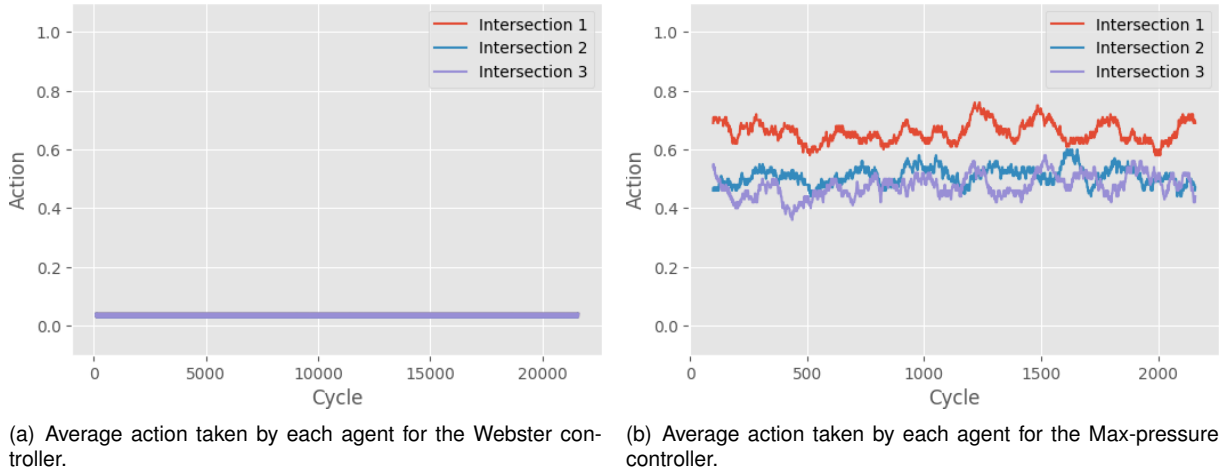 Intersection 1
Intersection 2
Intersection 3
1.0
0.8
0.6
0.4
0.2
0.0
Action
0
5000
10000
15000
20000
Cycle
(a) Average action taken by each agent for the Webster con-
troller.
Intersection 1
Intersection 2
Intersection 3
1.0
0.8
0.6
0.4
0.2
0.0
Action
0
500
1000
1500
2000
Cycle
(b) Average action taken by each agent for the Max-pressure
controller.